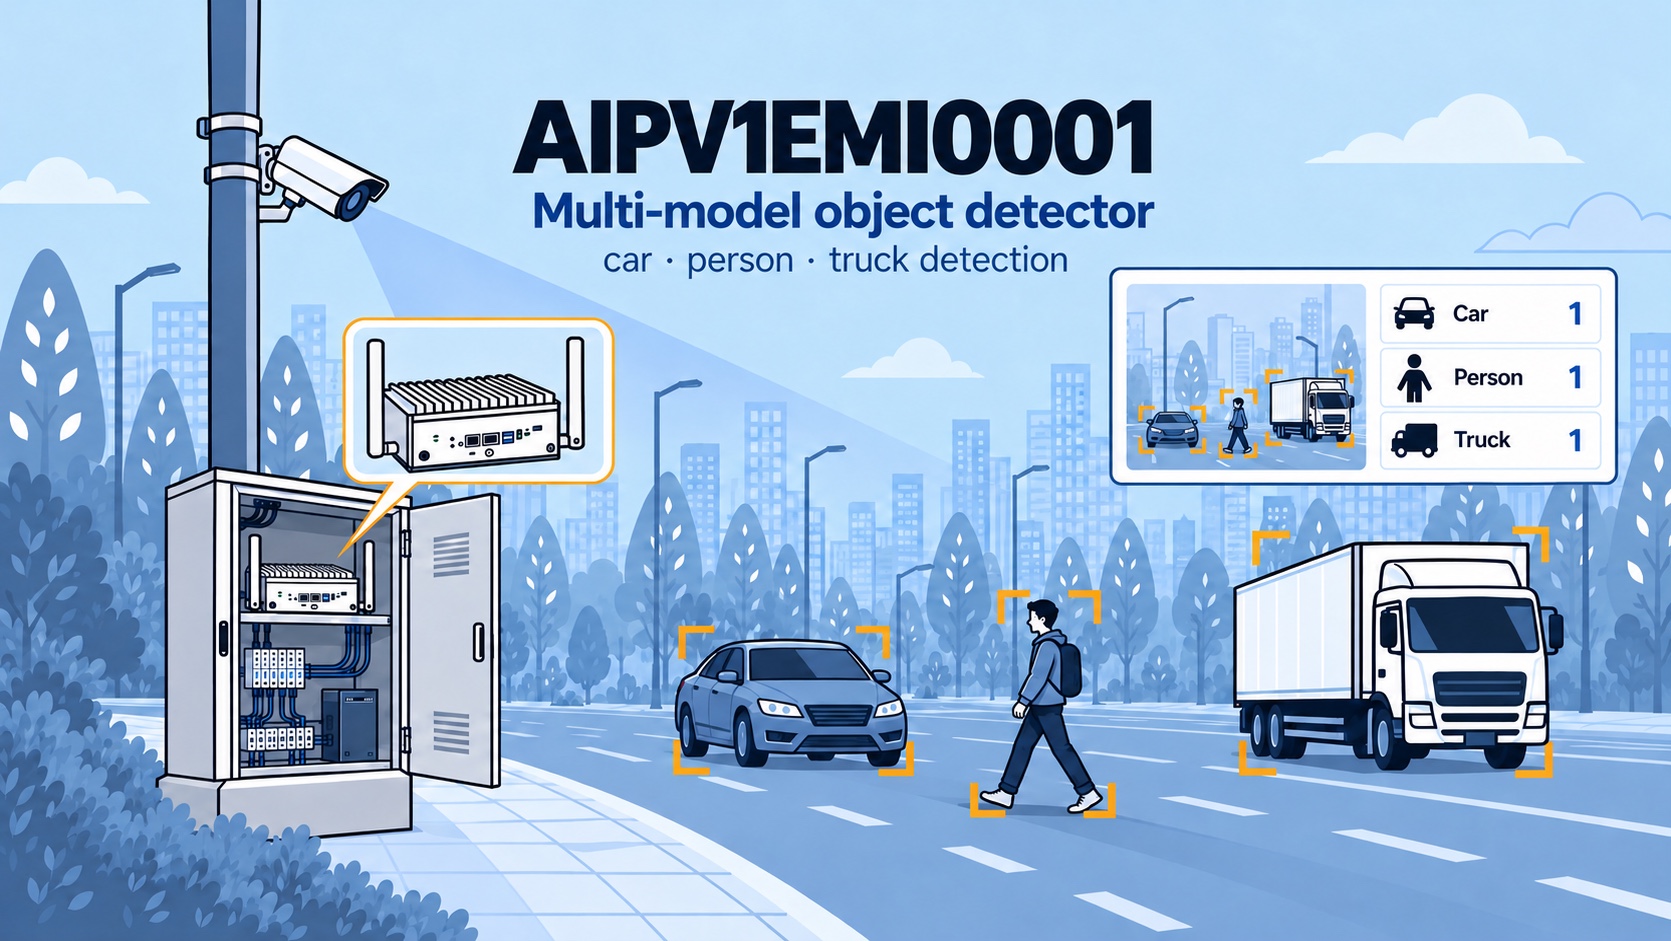 AIPV1EMI0001
Multi-model object detector
car · person · truck detection
Car 1
Person 1
Truck 1